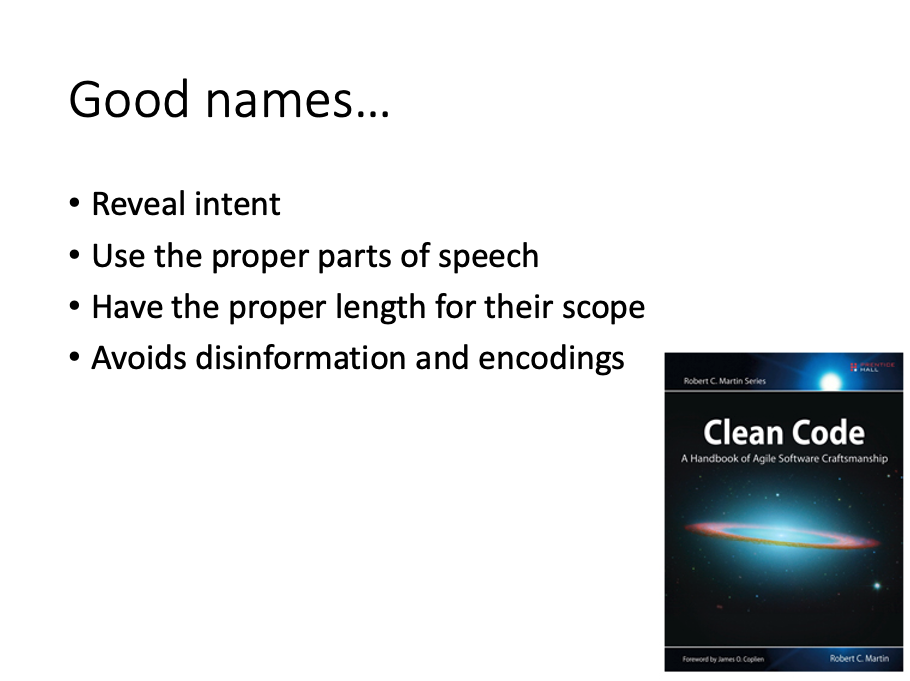 Good names…
• Reveal intent
• Use the proper parts of speech
• Have the proper length for their scope
• Avoids disinformation and encodings
PRENTICE
HALL
Robert C. Martin Series
Clean Code
A Handbook of Agile Software Craftsmanship
Foreword by James O. Coplien
Robert C. Martin